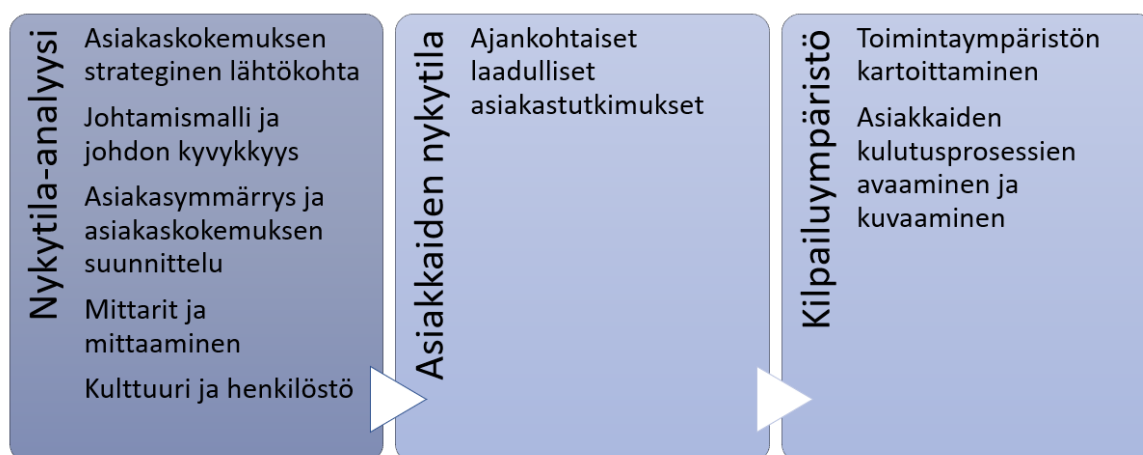 Nykytila-analyysi
Asiakaskokemuksen
strateginen lähtökohta
Johtamismalli ja
johdon kyvykkyys
Asiakasymmärrys ja
asiakaskokemuksen
suunnittelu
Mittarit ja
mittaaminen
Kulttuuri ja henkilöstö
Asiakkaiden nykytila
Ajankohtaiset
laadulliset
asiakastutkimukset
Kilpailuympäristö
Toimintaympäristön
kartoittaminen
Asiakkaiden
kulutusprosessien
avaaminen ja
kuvaaminen